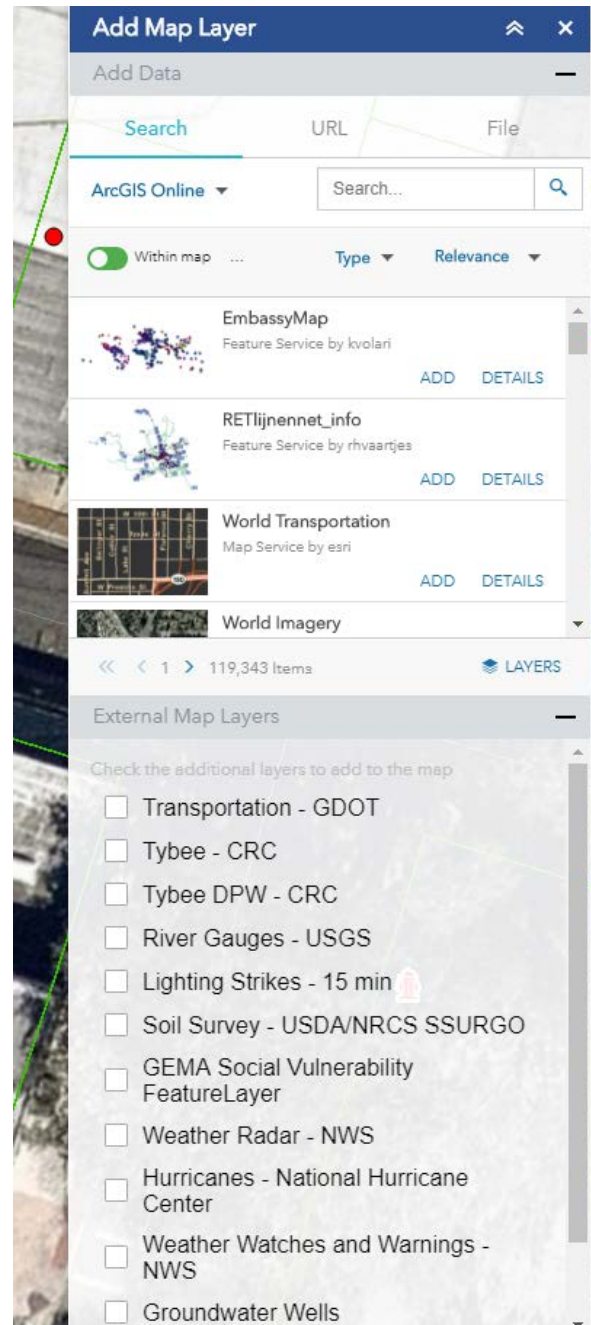 Add Map Layer
Add Data
Search URL File
ArcGIS Online Search...
Within map ... Type Relevance
EmbassyMap
Feature Service by kvolari
ADD DETAILS
RETlijnennet_info
Feature Service by rhvaartjes
ADD DETAILS
World Transportation
Map Service by esri
ADD DETAILS
World Imagery
1 119,343 Items LAYERS
External Map Layers
Check the additional layers to add to the map
Transportation - GDOT
Tybee - CRC
Tybee DPW - CRC
River Gauges - USGS
Lighting Strikes - 15 min
Soil Survey - USDA/NRCS SSURGO
GEMA Social Vulnerability
FeatureLayer
Weather Radar - NWS
Hurricanes - National Hurricane
Center
Weather Watches and Warnings -
NWS
Groundwater Wells